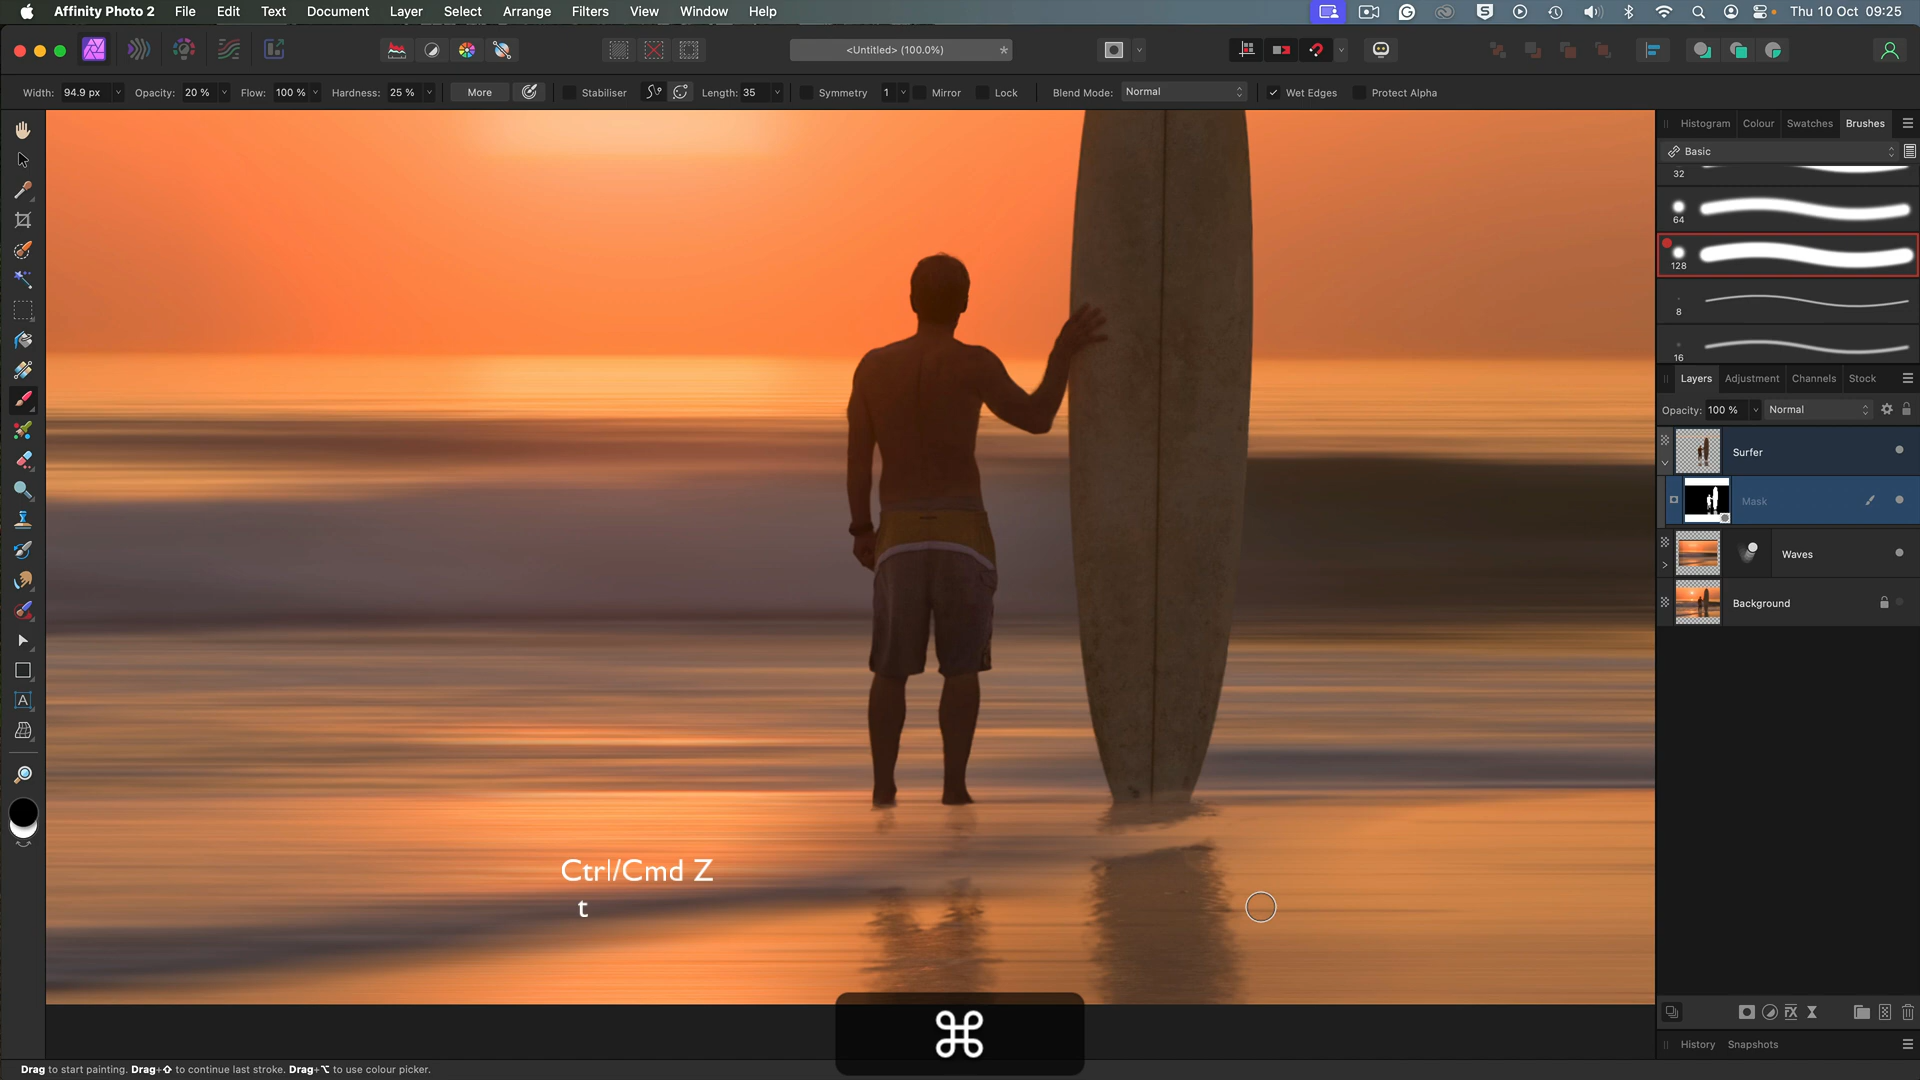 Affinity Photo 2 File Edit Text Document Layer Select Arrange Filters View Window Help Thu 10 Oct 09:25
<Untitled> (100.0%)
Width: 94.9 px Opacity: 20 % Flow: 100 % Hardness: 25 % More Stabiliser Length: 35 Symmetry 1 Mirror Lock Blend Mode: Normal Wet Edges Protect Alpha
Histogram Colour Swatches Brushes
Basic
32
64
128
8
16
Layers Adjustment Channels Stock
Opacity: 100 % Normal
Surfer
Mask
Waves
Background
Ctrl/Cmd Z
t
⌘
History Snapshots
Drag to start painting. Drag+⇧ to continue last stroke. Drag+⌥ to use colour picker.